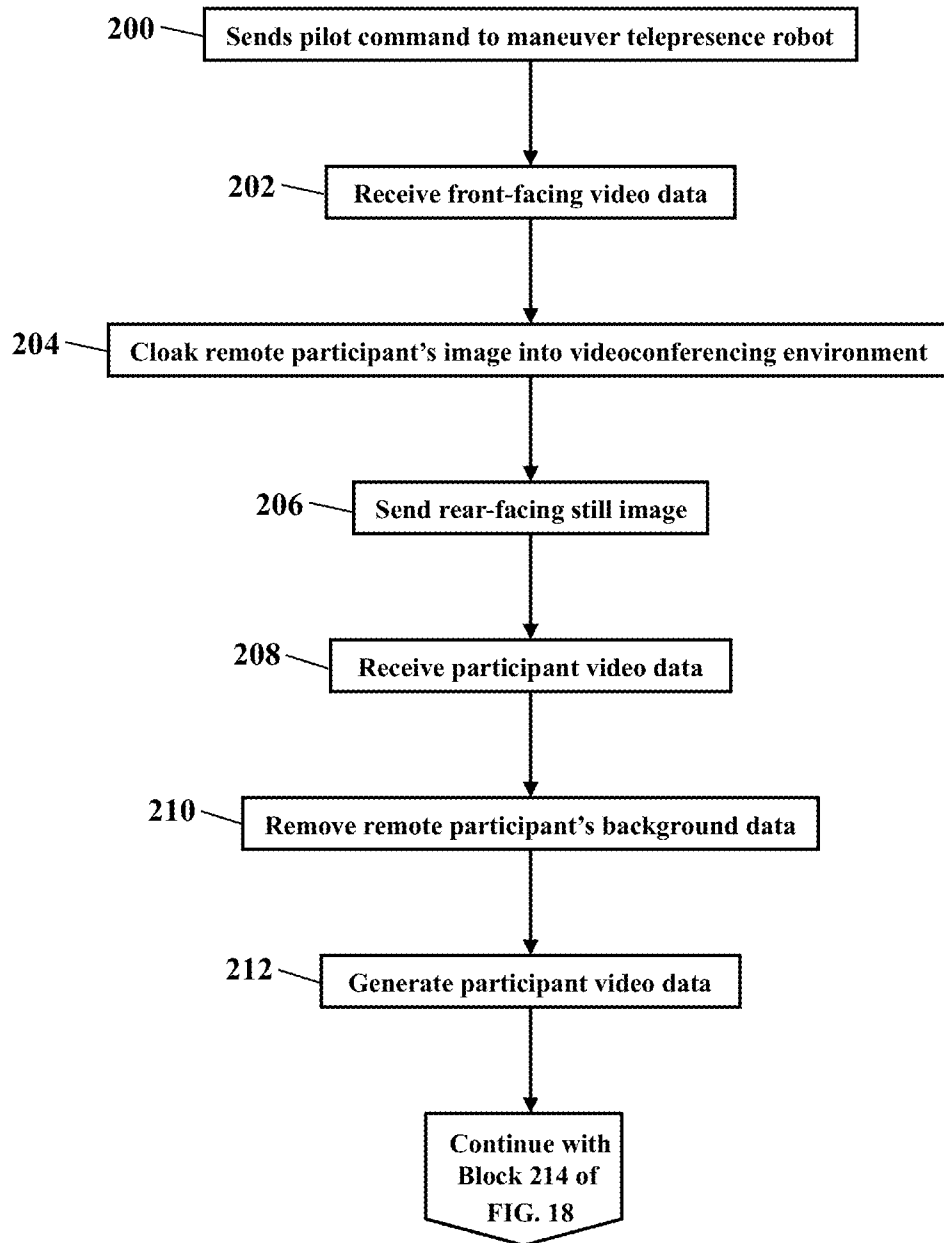 200 Sends pilot command to maneuver telepresence robot
202 Receive front-facing video data
204 Cloak remote participant's image into videoconferencing environment
206 Send rear-facing still image
208 Receive participant video data
210 Remove remote participant's background data
212 Generate participant video data
Continue with
Block 214 of
FIG. 18